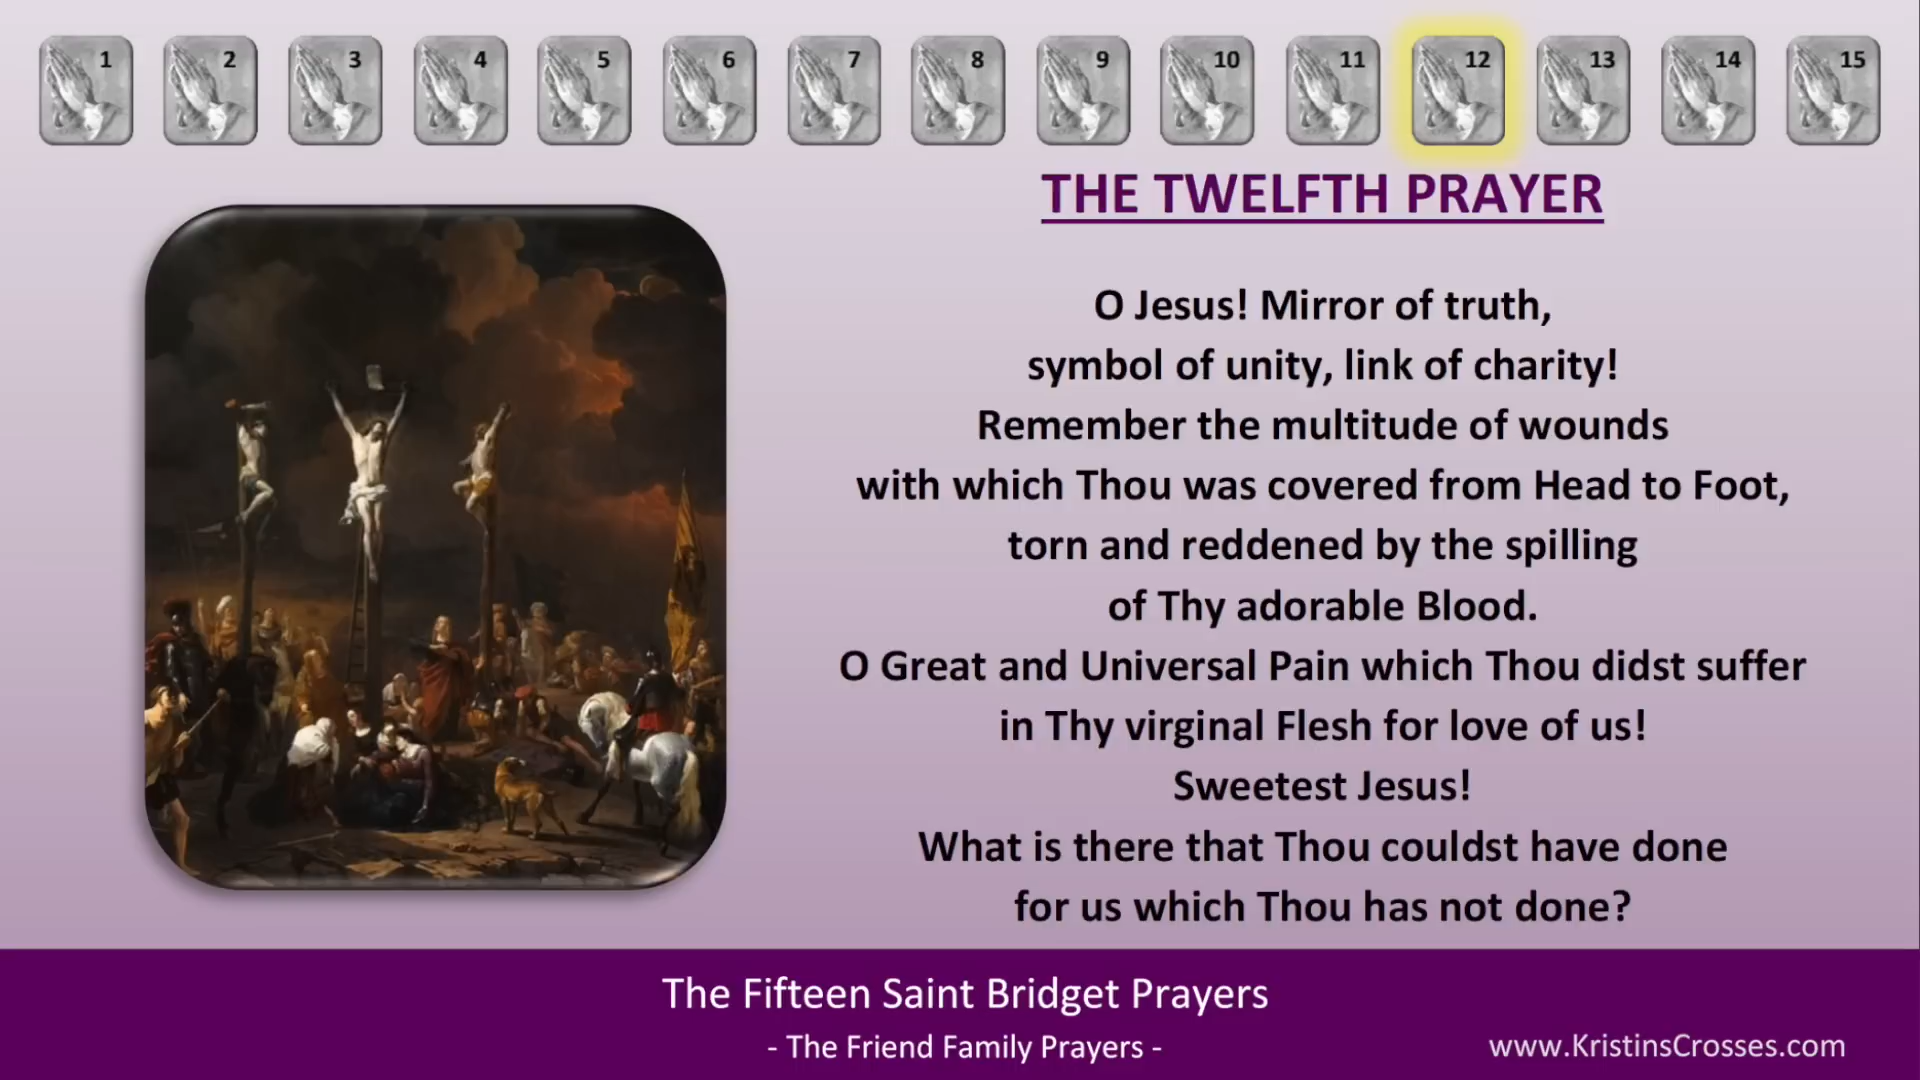 1 2 3 4 5 6 7 8 9 10 11 12 13 14 15
THE TWELFTH PRAYER
O Jesus! Mirror of truth,
symbol of unity, link of charity!
Remember the multitude of wounds
with which Thou was covered from Head to Foot,
torn and reddened by the spilling
of Thy adorable Blood.
O Great and Universal Pain which Thou didst suffer
in Thy virginal Flesh for love of us!
Sweetest Jesus!
What is there that Thou couldst have done
for us which Thou has not done?
The Fifteen Saint Bridget Prayers
- The Friend Family Prayers -
www.KristinsCrosses.com